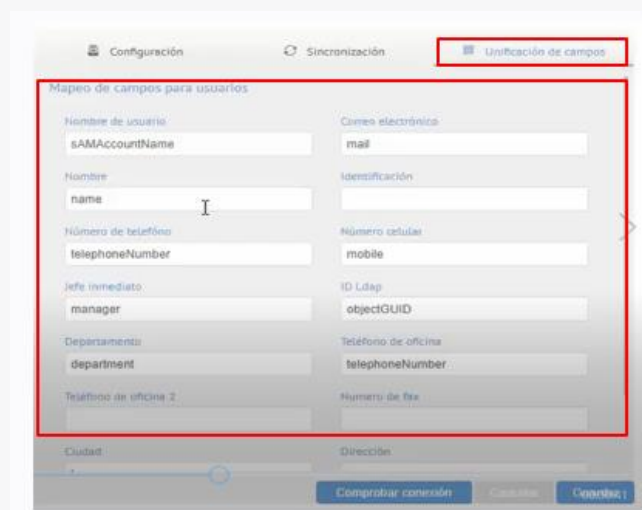 Configuración Sincronización Unificación de campos
Mapeo de campos para usuarios
Nombre de usuario Correo electrónico
sAMAccountName mail
Nombre Identificación
name
Número de telefóno Número celular
telephoneNumber mobile
Jefe inmediato ID Ldap
manager objectGUID
Departamento Teléfono de oficina
department telephoneNumber
Teléfono de oficina 2 Numero de fax
Ciudad Dirección
Comprobar conexión